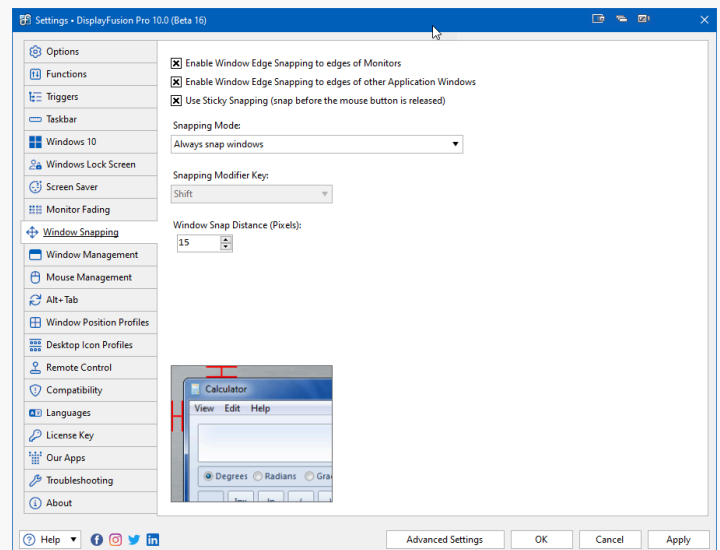 Settings • DisplayFusion Pro 10.0 (Beta 16)
Options
Functions
Triggers
Taskbar
Windows 10
Windows Lock Screen
Screen Saver
Monitor Fading
Window Snapping
Window Management
Mouse Management
Alt+Tab
Window Position Profiles
Desktop Icon Profiles
Remote Control
Compatibility
Languages
License Key
Our Apps
Troubleshooting
About
Enable Window Edge Snapping to edges of Monitors
Enable Window Edge Snapping to edges of other Application Windows
Use Sticky Snapping (snap before the mouse button is released)
Snapping Mode:
Always snap windows
Snapping Modifier Key:
Shift
Window Snap Distance (Pixels):
15
Calculator
View Edit Help
Degrees Radians Gra
Help
Advanced Settings OK Cancel Apply